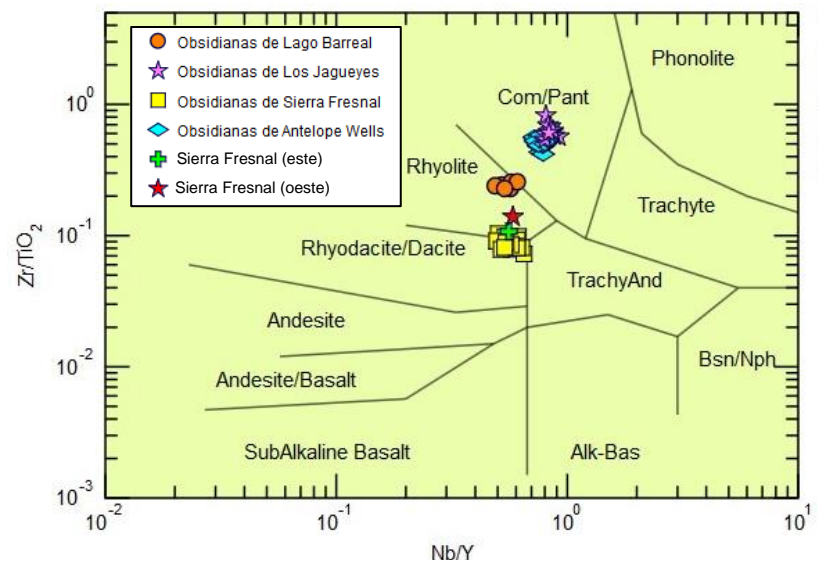 Obsidianas de Lago Barreal
Obsidianas de Los Jagueyes
Obsidianas de Sierra Fresnal
Obsidianas de Antelope Wells
Sierra Fresnal (este)
Sierra Fresnal (oeste)
Phonolite
Com/Pant
Rhyolite
Trachyte
Rhyodacite/Dacite
TrachyAnd
Andesite
Bsn/Nph
Andesite/Basalt
SubAlkaline Basalt
Alk-Bas
Zr/TiO₂
10⁰
10⁻¹
10⁻²
10⁻³
10⁻² 10⁻¹ 10⁰ 10¹
Nb/Y